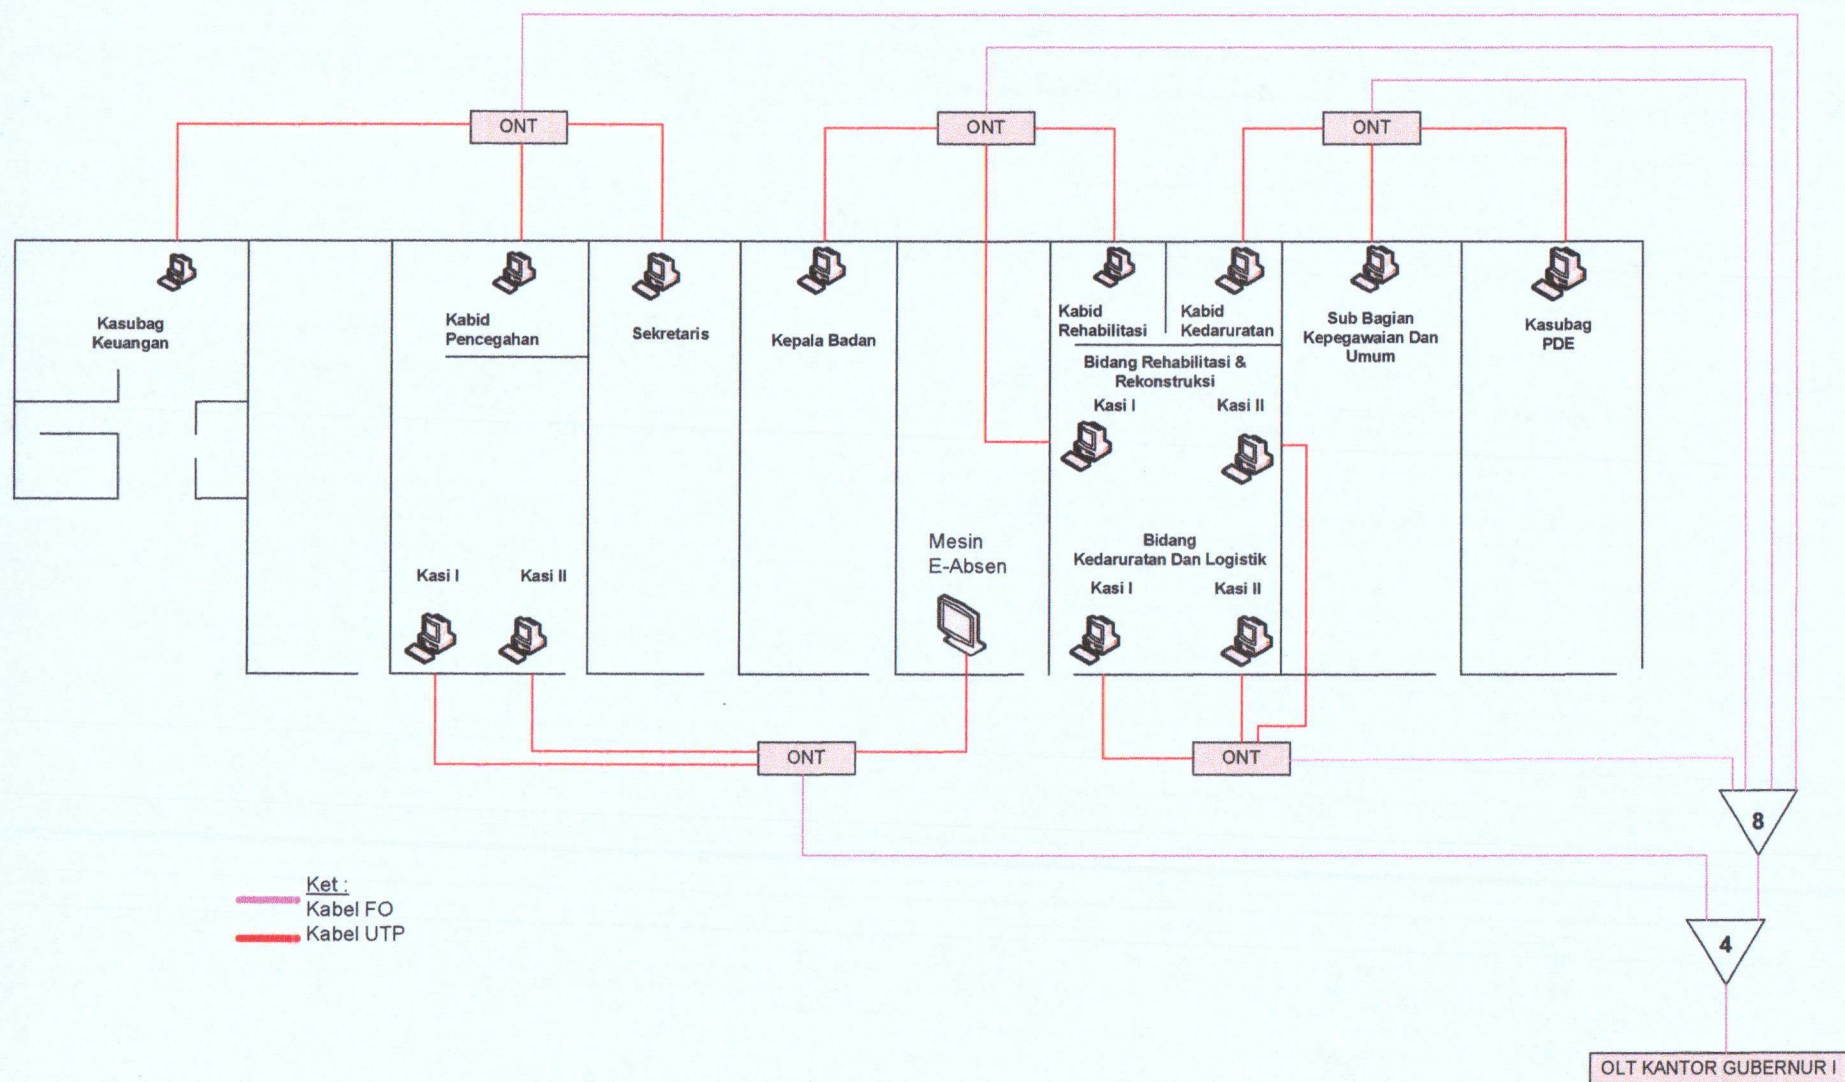 ONT
ONT
ONT
Kasubag
Keuangan
Kabid
Pencegahan
Sekretaris
Kepala Badan
Kabid
Rehabilitasi
Kabid
Kedaruratan
Sub Bagian
Kepegawaian Dan
Umum
Kasubag
PDE
Bidang Rehabilitasi &
Rekonstruksi
Kasi I
Kasi II
Mesin
E-Absen
Bidang
Kedaruratan Dan Logistik
Kasi I
Kasi II
Kasi I
Kasi II
ONT
ONT
8
4
Ket :
Kabel FO
Kabel UTP
OLT KANTOR GUBERNUR I